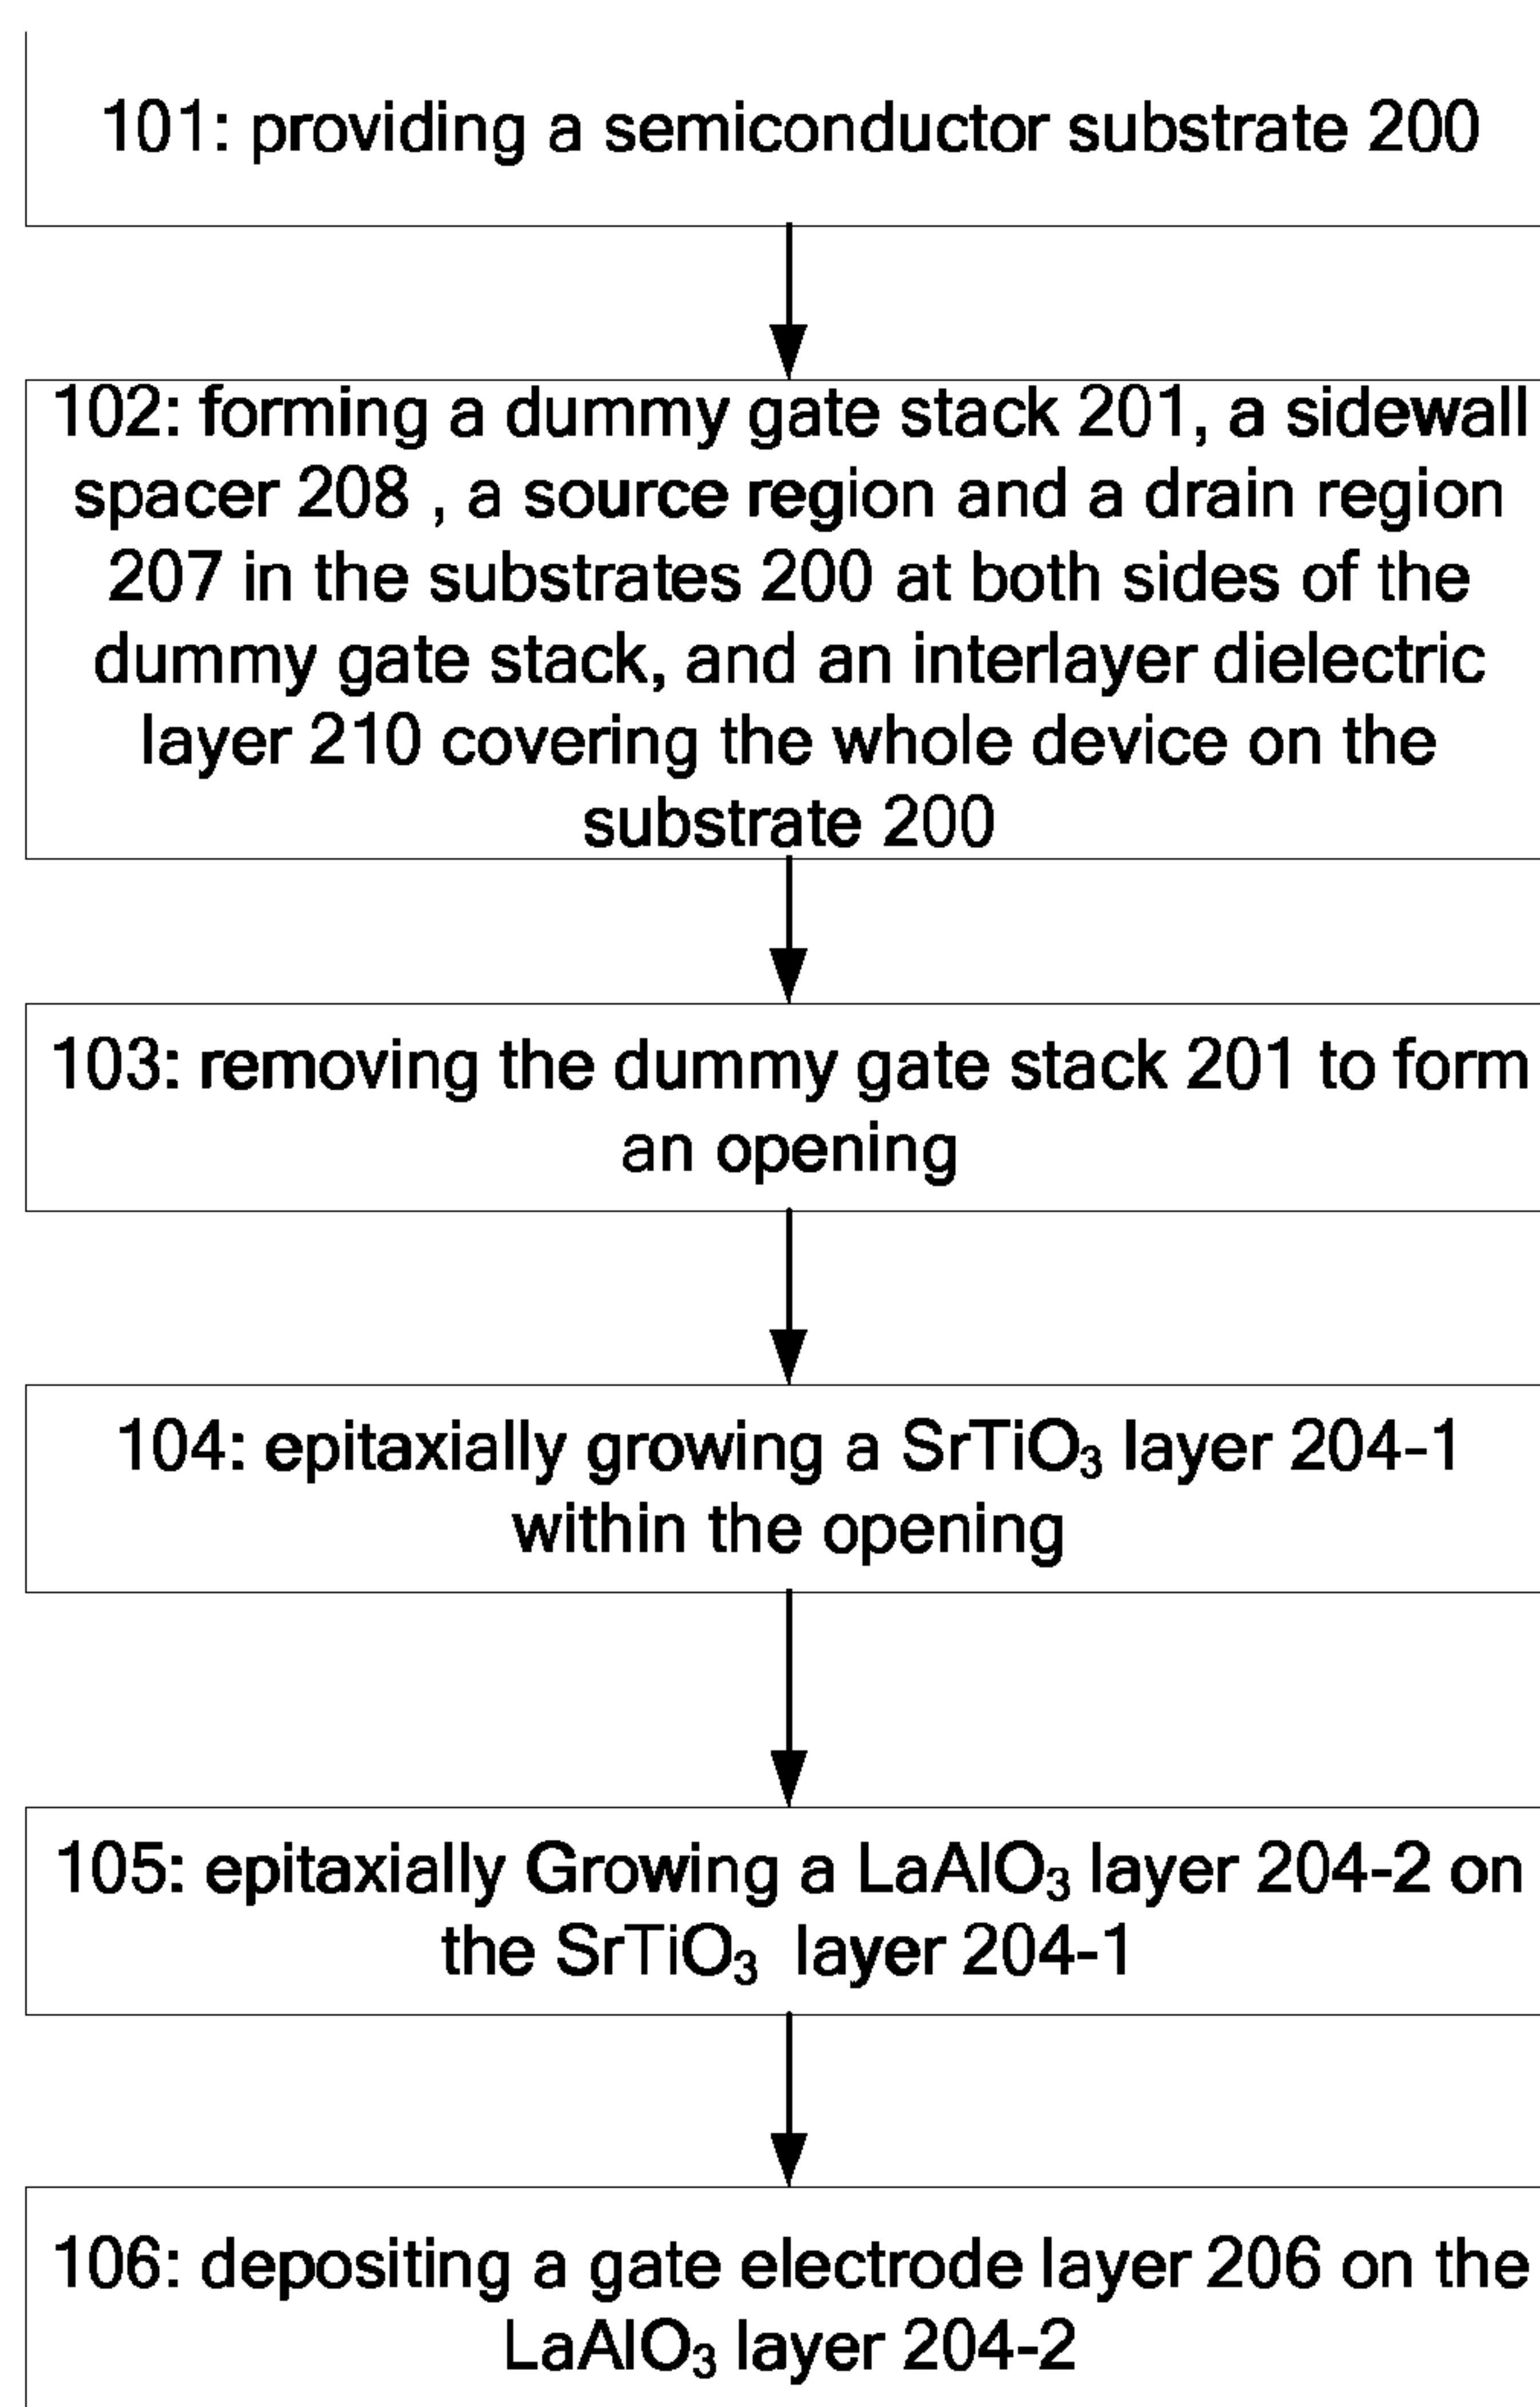 101: providing a semiconductor substrate 200
102: forming a dummy gate stack 201, a sidewall
spacer 208 , a source region and a drain region
207 in the substrates 200 at both sides of the
dummy gate stack, and an interlayer dielectric
layer 210 covering the whole device on the
substrate 200
103: removing the dummy gate stack 201 to form
an opening
104: epitaxially growing a SrTiO₃ layer 204-1
within the opening
105: epitaxially Growing a LaAlO₃ layer 204-2 on
the SrTiO₃ layer 204-1
106: depositing a gate electrode layer 206 on the
LaAlO₃ layer 204-2